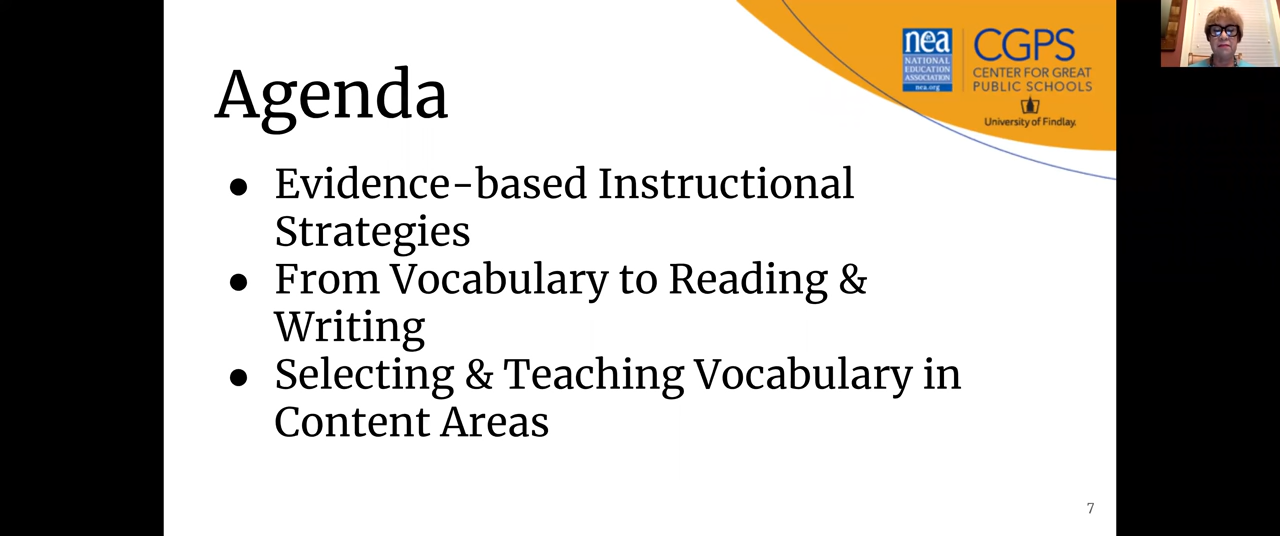 Agenda
● Evidence-based Instructional
Strategies
● From Vocabulary to Reading &
Writing
● Selecting & Teaching Vocabulary in
Content Areas
nea
NATIONAL
EDUCATION
ASSOCIATION
nea.org
CGPS
CENTER FOR GREAT
PUBLIC SCHOOLS
University of Findlay.
7